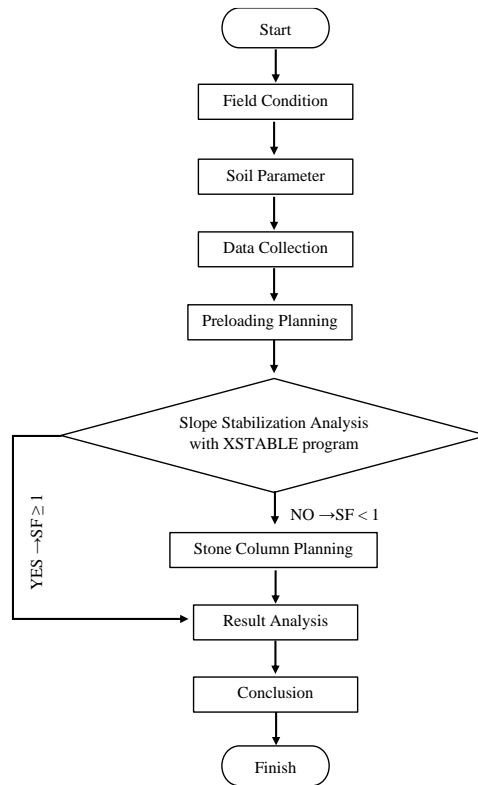 Start
Field Condition
Soil Parameter
Data Collection
Preloading Planning
Slope Stabilization Analysis
with XSTABLE program
NO →SF < 1
YES →SF ≥ 1
Stone Column Planning
Result Analysis
Conclusion
Finish